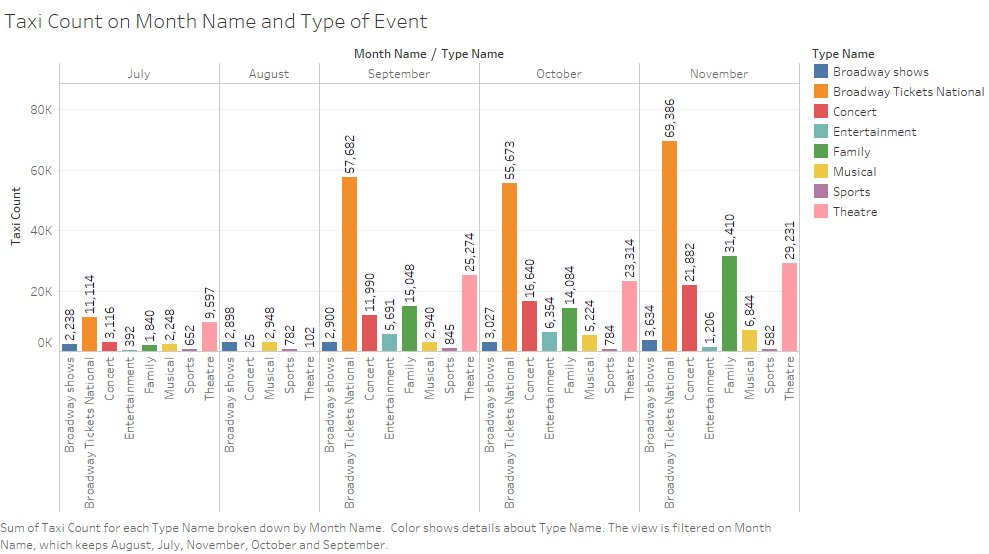 Taxi Count on Month Name and Type of Event
Month Name / Type Name
July
August
September
October
November
Taxi Count
80K
60K
40K
20K
0K
2,238
11,114
3,116
392
1,840
2,248
652
9,597
2,898
25
2,948
782
102
2,900
57,682
11,990
5,691
15,048
2,940
845
25,274
3,027
55,673
16,640
6,354
14,084
5,224
784
23,314
3,634
69,386
21,882
1,206
31,410
6,844
582
29,231
Broadway shows
Broadway Tickets National
Concert
Entertainment
Family
Musical
Sports
Theatre
Broadway shows
Concert
Musical
Sports
Theatre
Broadway shows
Broadway Tickets National
Concert
Entertainment
Family
Musical
Sports
Theatre
Broadway shows
Broadway Tickets National
Concert
Entertainment
Family
Musical
Sports
Theatre
Broadway shows
Broadway Tickets National
Concert
Entertainment
Family
Musical
Sports
Theatre
Type Name
Broadway shows
Broadway Tickets National
Concert
Entertainment
Family
Musical
Sports
Theatre
Sum of Taxi Count for each Type Name broken down by Month Name. Color shows details about Type Name. The view is filtered on Month
Name, which keeps August, July, November, October and September.